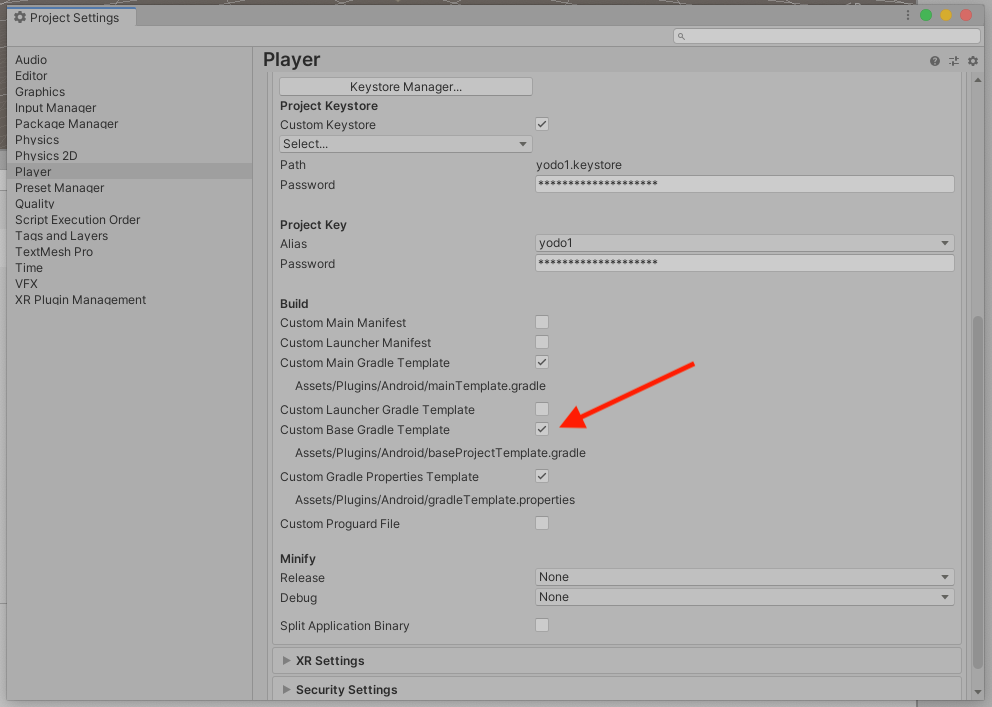 Project Settings
Audio
Editor
Graphics
Input Manager
Package Manager
Physics
Physics 2D
Player
Preset Manager
Quality
Script Execution Order
Tags and Layers
TextMesh Pro
Time
VFX
XR Plugin Management
Player
Keystore Manager...
Project Keystore
Custom Keystore
Select...
Path yodo1.keystore
Password ********************
Project Key
Alias yodo1
Password ********************
Build
Custom Main Manifest
Custom Launcher Manifest
Custom Main Gradle Template
Assets/Plugins/Android/mainTemplate.gradle
Custom Launcher Gradle Template
Custom Base Gradle Template
Assets/Plugins/Android/baseProjectTemplate.gradle
Custom Gradle Properties Template
Assets/Plugins/Android/gradleTemplate.properties
Custom Proguard File
Minify
Release None
Debug None
Split Application Binary
XR Settings
Security Settings